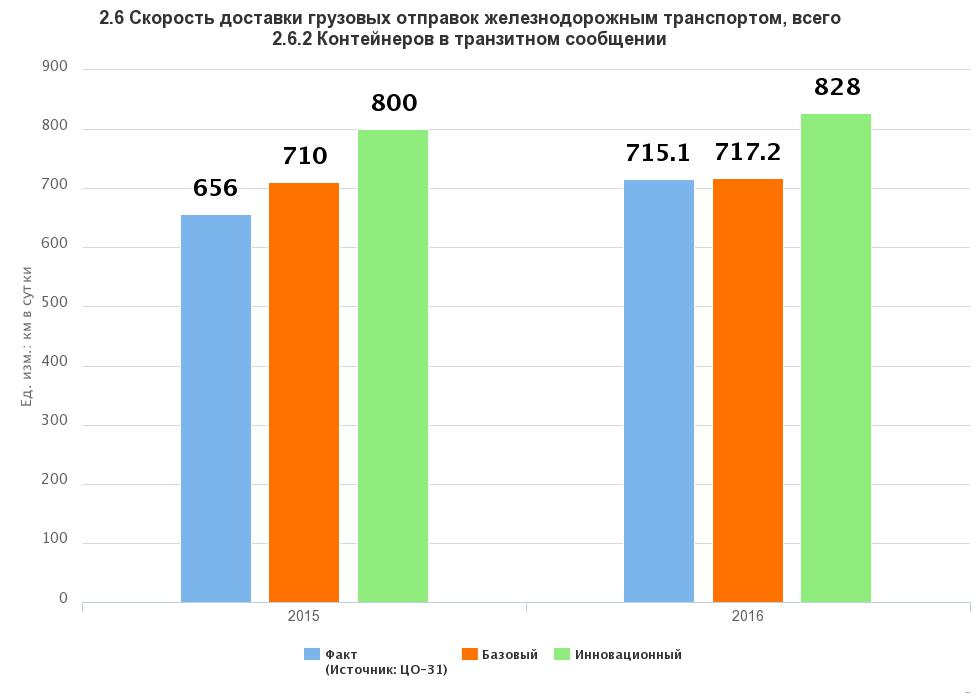 2.6 Скорость доставки грузовых отправок железнодорожным транспортом, всего
2.6.2 Контейнеров в транзитном сообщении
900
800
700
600
500
400
300
200
100
0
Ед. изм.: км в сутки
656
710
800
715.1
717.2
828
2015
2016
Факт
(Источник: ЦО-31)
Базовый
Инновационный